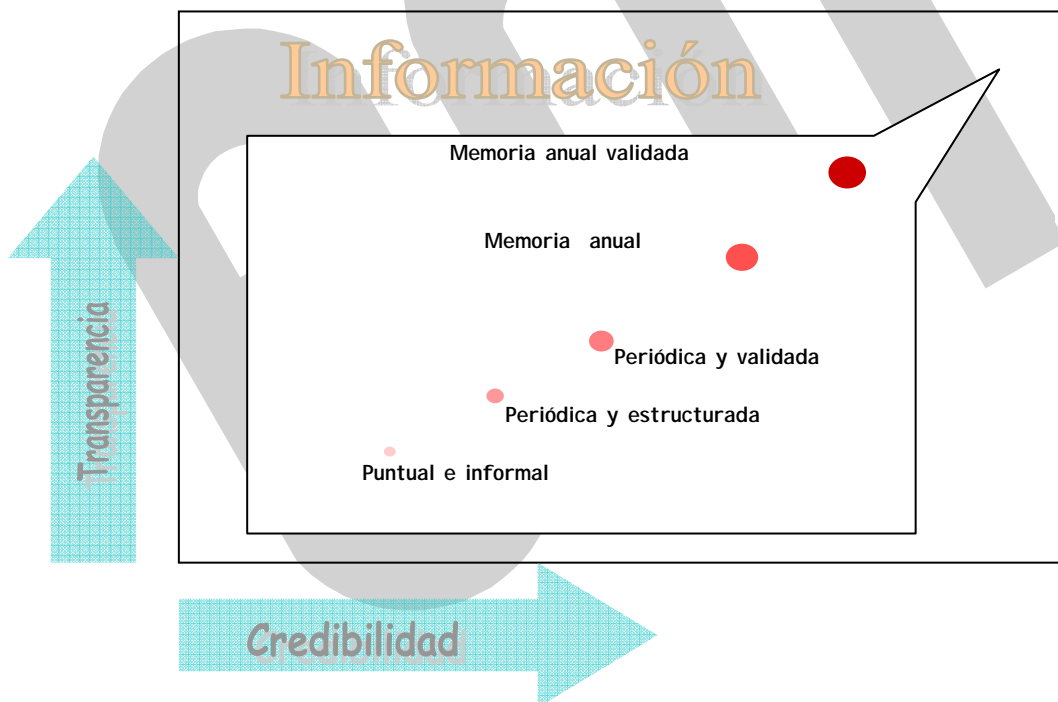 Información
Memoria anual validada
Memoria anual
Periódica y validada
Periódica y estructurada
Puntual e informal
Transparencia
Credibilidad